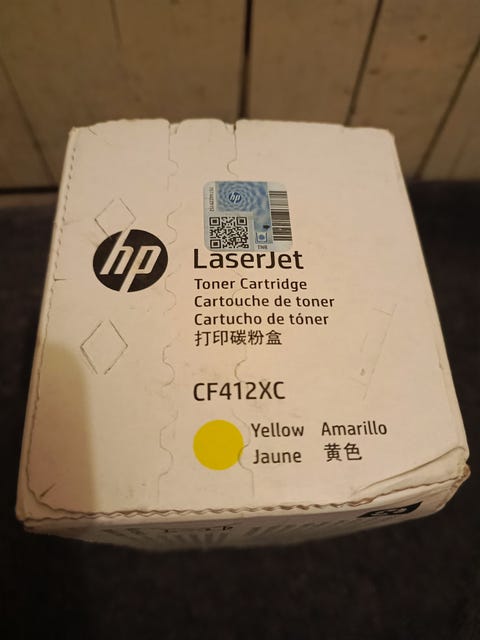 hp
hp
LaserJet
Toner Cartridge
Cartouche de toner
Cartucho de tóner
打印碳粉盒
CF412XC
Yellow Amarillo
Jaune 黄色